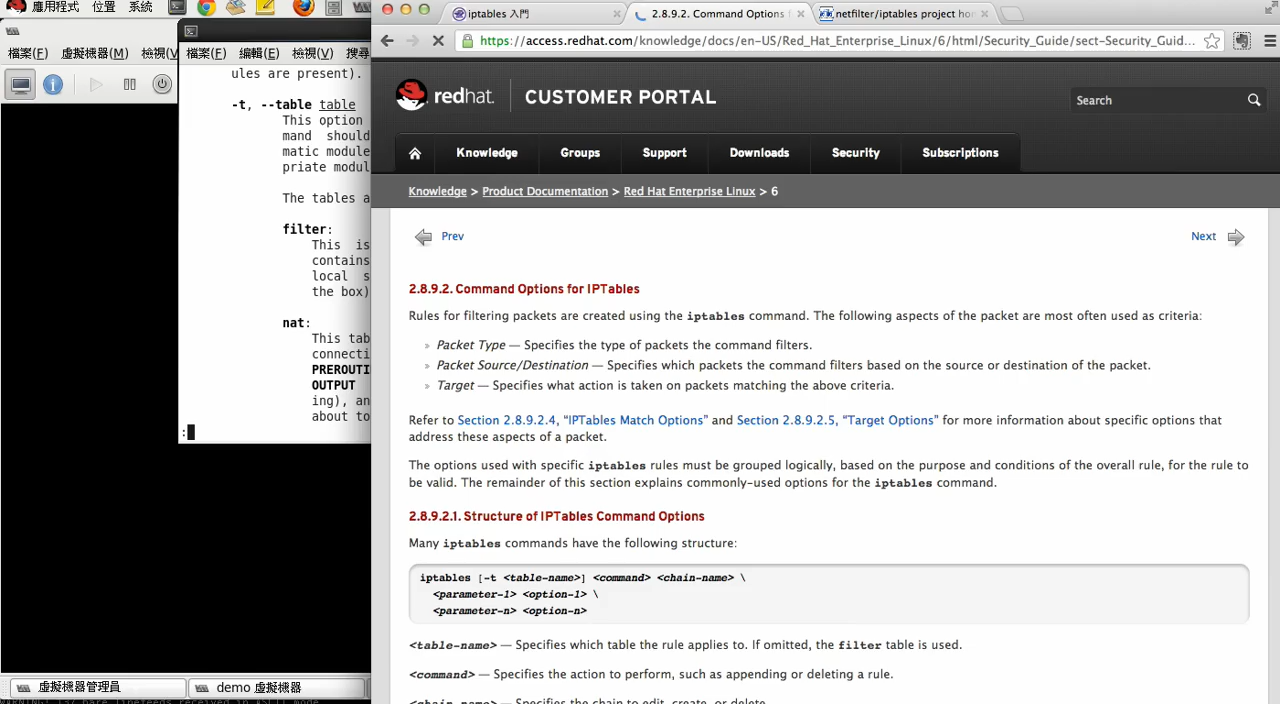 應用程式 位置 系統
檔案(F) 虛擬機器(M) 檢視(V)
檔案(F) 編輯(E) 檢視(V) 搜尋
ules are present).
-t, --table table
This option
mand should
matic module
priate modul
The tables a
filter:
This is
contains
local s
the box)
nat:
This tab
connecti
PREROUTI
OUTPUT
ing), an
about to
:
虛擬機器管理員
demo 虛擬機器
iptables 入門
2.8.9.2. Command Options
netfilter/iptables project hor
https://access.redhat.com/knowledge/docs/en-US/Red_Hat_Enterprise_Linux/6/html/Security_Guide/sect-Security_Guid...
redhat.
CUSTOMER PORTAL
Search
Knowledge Groups Support Downloads Security Subscriptions
Knowledge > Product Documentation > Red Hat Enterprise Linux > 6
Prev
Next
2.8.9.2. Command Options for IPTables
Rules for filtering packets are created using the iptables command. The following aspects of the packet are most often used as criteria:
» Packet Type — Specifies the type of packets the command filters.
» Packet Source/Destination — Specifies which packets the command filters based on the source or destination of the packet.
» Target — Specifies what action is taken on packets matching the above criteria.
Refer to Section 2.8.9.2.4, “IPTables Match Options” and Section 2.8.9.2.5, “Target Options” for more information about specific options that
address these aspects of a packet.
The options used with specific iptables rules must be grouped logically, based on the purpose and conditions of the overall rule, for the rule to
be valid. The remainder of this section explains commonly-used options for the iptables command.
2.8.9.2.1. Structure of IPTables Command Options
Many iptables commands have the following structure:
iptables [-t <table-name>] <command> <chain-name> \
<parameter-1> <option-1> \
<parameter-n> <option-n>
<table-name> — Specifies which table the rule applies to. If omitted, the filter table is used.
<command> — Specifies the action to perform, such as appending or deleting a rule.
<chain-name> — Specifies the chain to edit, create, or delete.